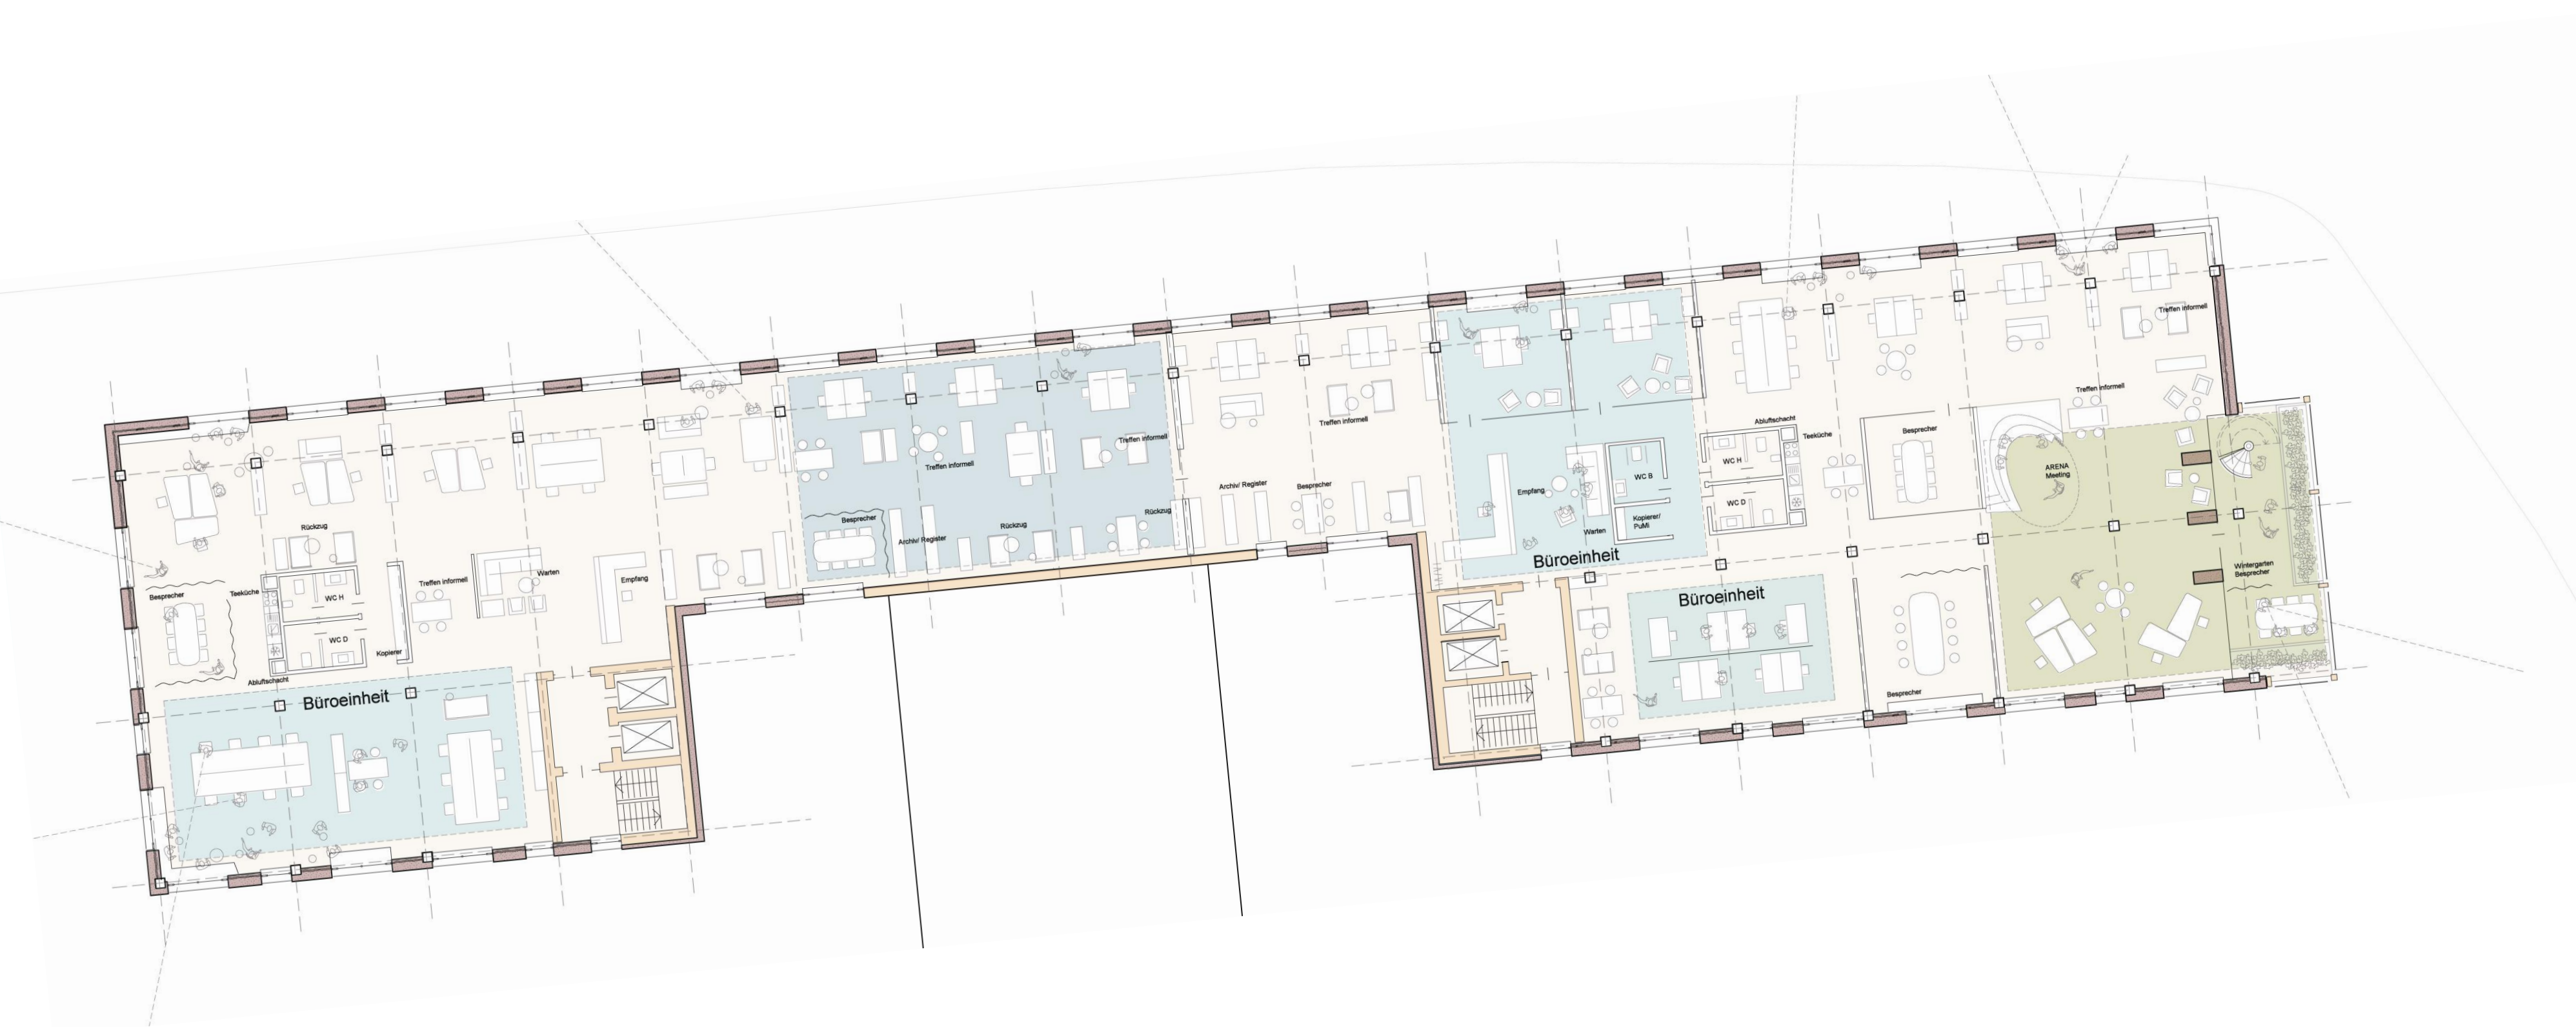 Rückzug
Besprecher
Teeküche
WC H
WC D
Abluftschacht
Kopierer
Treffen informell
Warten
Empfang
Büroeinheit
Treffen informell
Treffen informell
Besprecher
Archiv/ Register
Rückzug
Rückzug
Treffen informell
Archiv/ Register
Besprecher
Empfang
Warten
WC B
Kopierer/
PuMi
Büroeinheit
Abluftschacht
WC H
WC D
Teeküche
Besprecher
Büroeinheit
Besprecher
Treffen informell
Treffen informell
ARENA
Meeting
Wintergarten
Besprecher